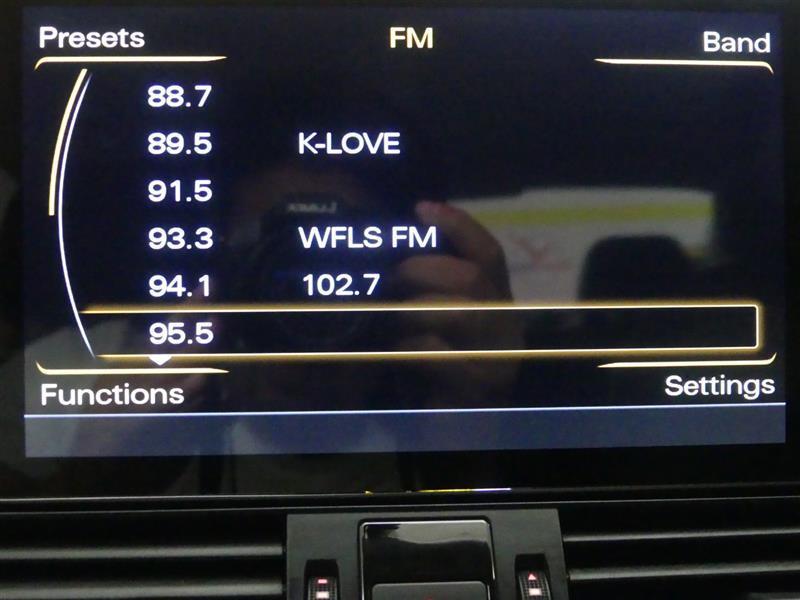 Presets FM Band
88.7
89.5 K-LOVE
91.5
93.3 WFLS FM
94.1 102.7
95.5
Functions Settings